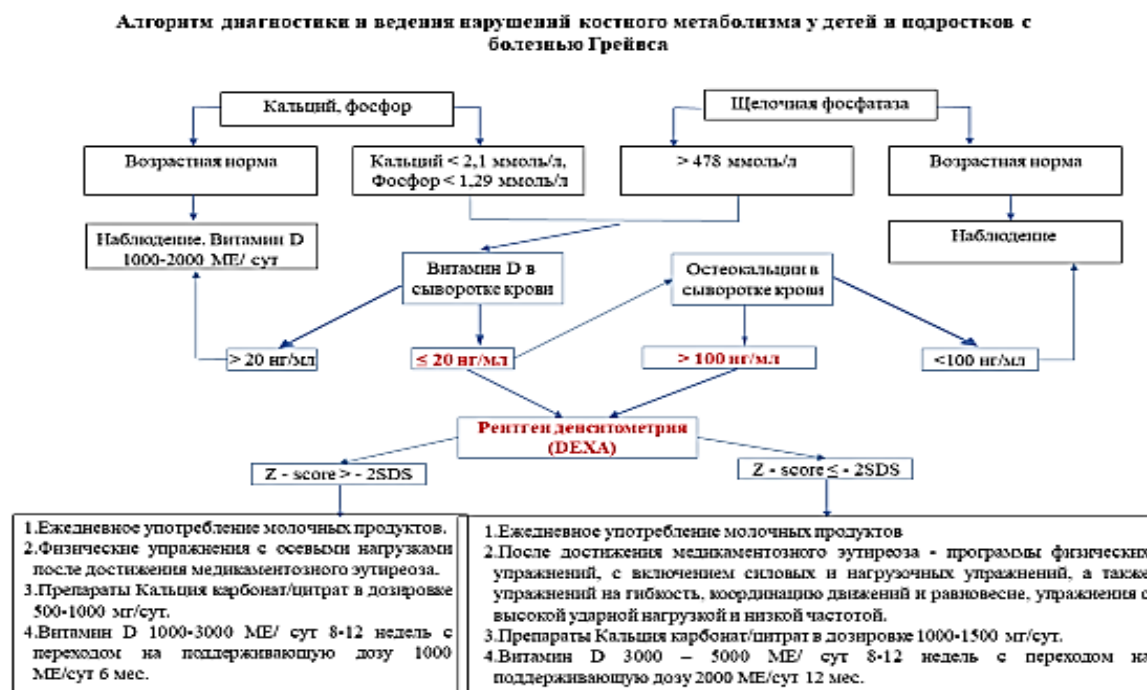 Алгоритм диагностики и ведения нарушений костного метаболизма у детей и подростков с
болезнью Грейвса
Кальций, фосфор
Щелочная фосфатаза
Возрастная норма
Кальций < 2,1 ммоль/л,
Фосфор < 1,29 ммоль/л
> 478 ммоль/л
Возрастная норма
Наблюдение. Витамин D
1000-2000 МЕ/ сут
Наблюдение
Витамин D в
сыворотке крови
Остеокальцин в
сыворотке крови
> 20 нг/мл
≤ 20 нг/мл
> 100 нг/мл
<100 нг/мл
Рентген денситометрия
(DEXA)
Z - score > - 2SDS
Z - score ≤ - 2SDS
1.Ежедневное употребление молочных продуктов.
2.Физические упражнения с осевыми нагрузками
после достижения медикаментозного эутиреоза.
3.Препараты Кальция карбонат/цитрат в дозировке
500-1000 мг/сут.
4.Витамин D 1000-3000 МЕ/ сут 8-12 недель с
переходом на поддерживающую дозу 1000
МЕ/сут 6 мес.
1.Ежедневное употребление молочных продуктов
2.После достижения медикаментозного эутиреоза - программы физических
упражнений, с включением силовых и нагрузочных упражнений, а также
упражнений на гибкость, координацию движений и равновесие, упражнения с
высокой ударной нагрузкой и низкой частотой.
3.Препараты Кальция карбонат/цитрат в дозировке 1000-1500 мг/сут.
4.Витамин D 3000 – 5000 МЕ/ сут 8-12 недель с переходом на
поддерживающую дозу 2000 МЕ/сут 12 мес.